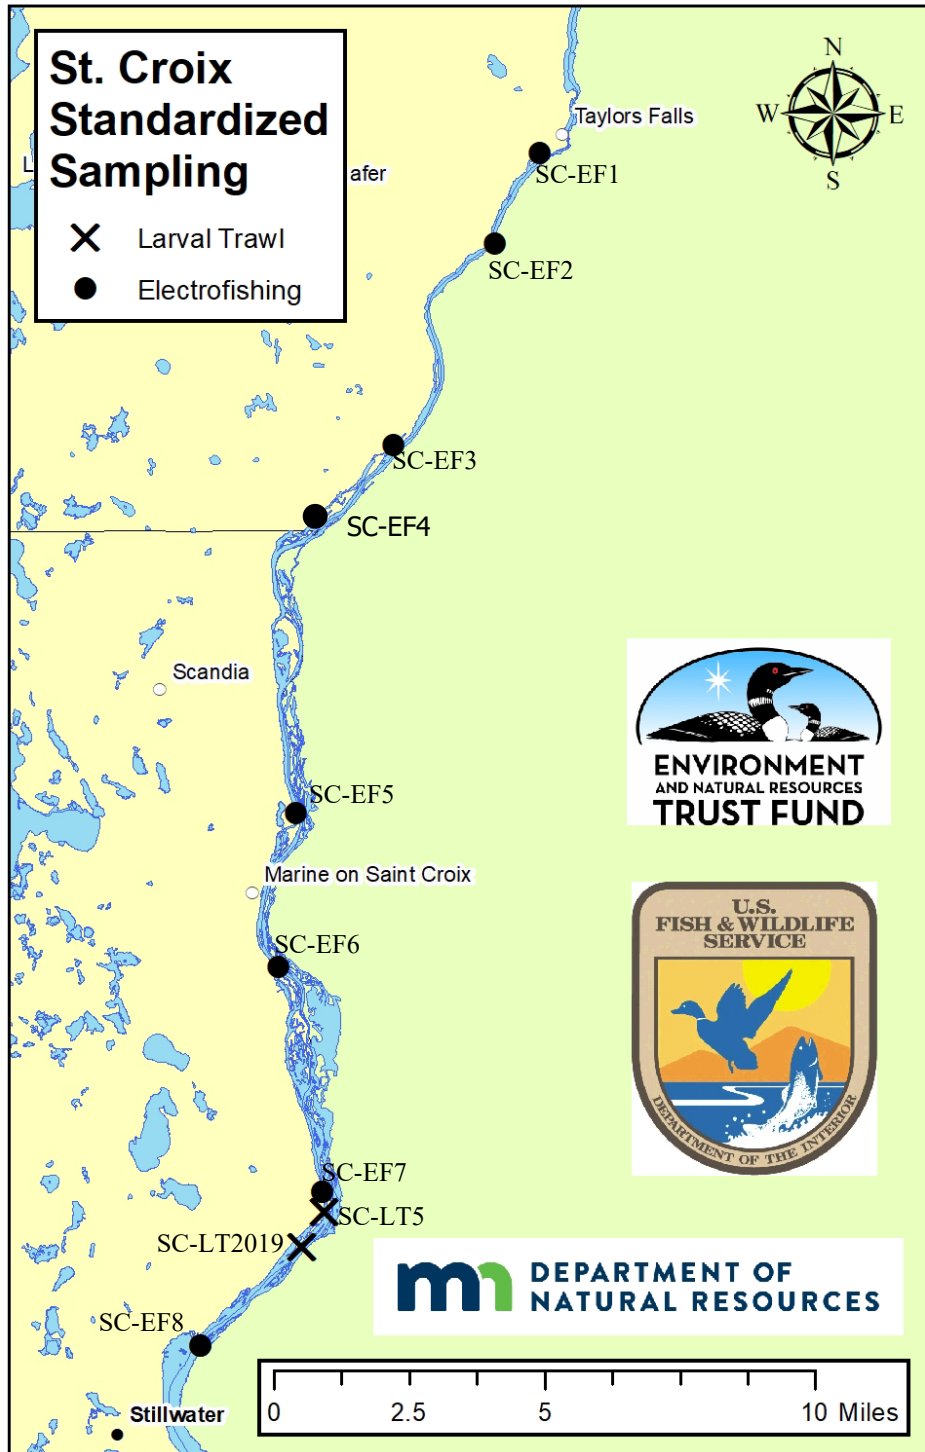 St. Croix
Standardized
Sampling
Larval Trawl
Electrofishing
L
afer
N
W
E
S
Taylors Falls
SC-EF1
SC-EF2
SC-EF3
SC-EF4
Scandia
SC-EF5
Marine on Saint Croix
SC-EF6
ENVIRONMENT
AND NATURAL RESOURCES
TRUST FUND
U.S.
FISH & WILDLIFE
SERVICE
DEPARTMENT OF THE INTERIOR
SC-EF7
SC-LT5
SC-LT2019
mn DEPARTMENT OF
NATURAL RESOURCES
SC-EF8
Stillwater
0 2.5 5 10 Miles